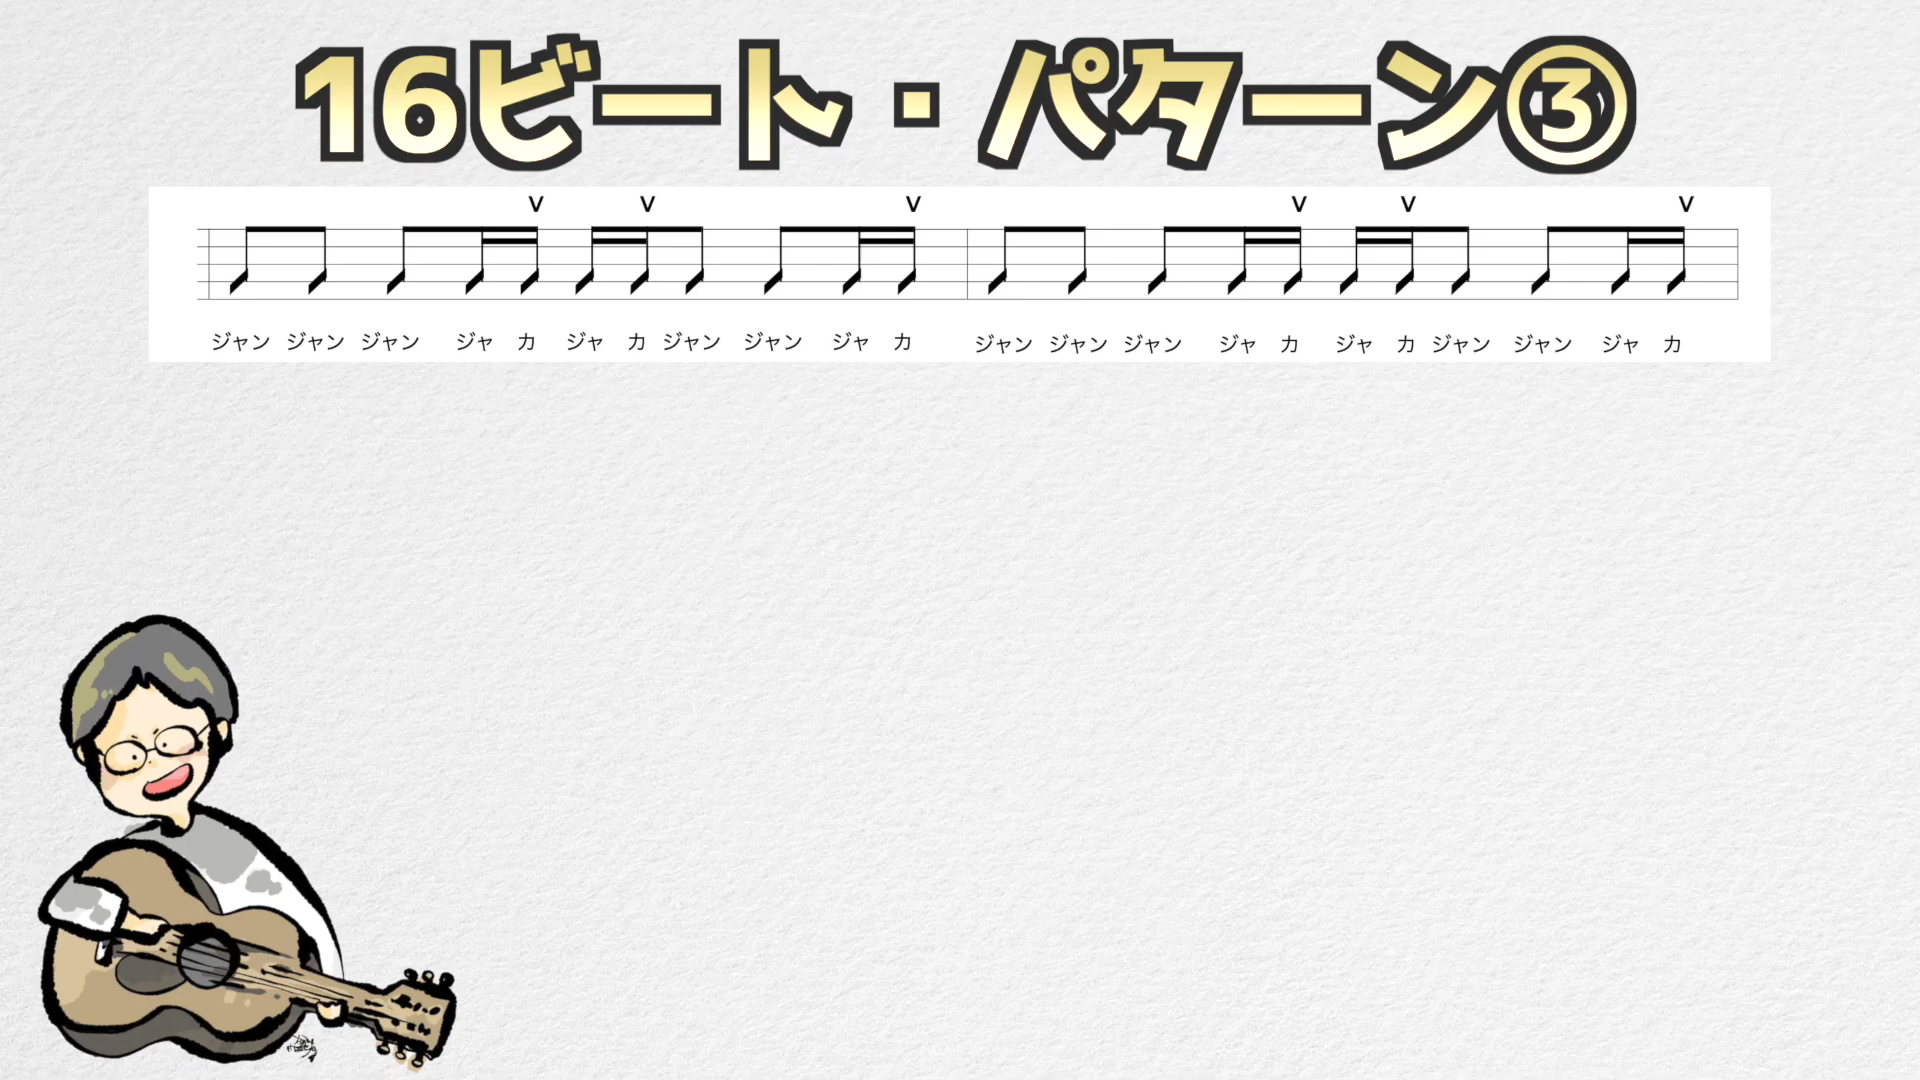 16ビート・パターン③
V V V V V V
ジャン ジャン ジャン ジャ カ ジャ カ ジャン ジャン ジャ カ ジャン ジャン ジャン ジャ カ ジャ カ ジャン ジャン ジャ カ